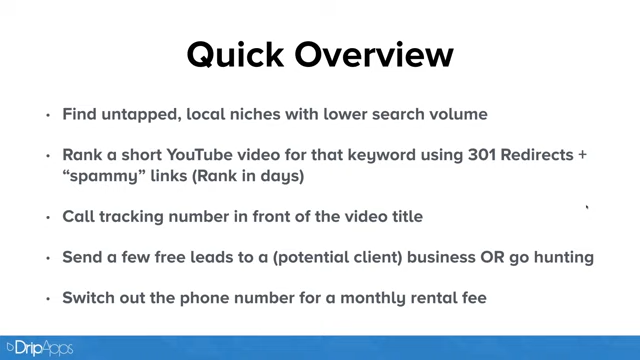 Quick Overview
• Find untapped, local niches with lower search volume
• Rank a short YouTube video for that keyword using 301 Redirects +
“spammy” links (Rank in days)
• Call tracking number in front of the video title
• Send a few free leads to a (potential client) business OR go hunting
• Switch out the phone number for a monthly rental fee
DripApps